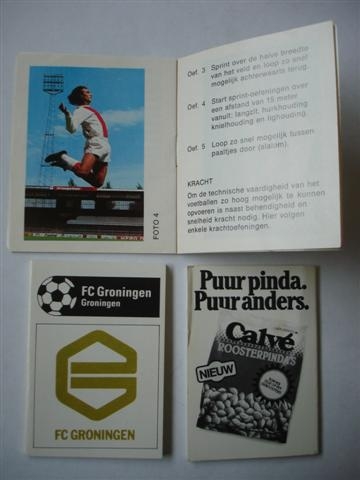 FOTO 4
Oef. 3 Sprint over de halve breedte
van het veld en loop zo snel
mogelijk achterwaarts terug.
Oef. 4 Start sprint-oefeningen over
een afstand van 15 meter
vanuit: langzit, hurkhouding
knielhouding en lighouding.
Oef. 5 Loop zo snel mogelijk tussen
paaltjes door (slalom).
KRACHT
Om de technische vaardigheid van het
voetballen zo hoog mogelijk te kunnen
opvoeren is naast behendigheid en
snelheid kracht nodig. Hier volgen
enkele krachtoefeningen.
FC Groningen
Groningen
FC GRONINGEN
Puur pinda.
Puur anders.
Calvé
ROOSTERPINDA'S
NIEUW